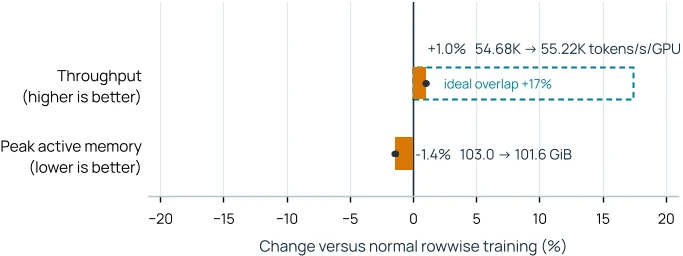 +1.0% 54.68K → 55.22K tokens/s/GPU
Throughput
(higher is better)
ideal overlap +17%
Peak active memory
(lower is better)
-1.4% 103.0 → 101.6 GiB
−20 −15 −10 −5 0 5 10 15 20
Change versus normal rowwise training (%)